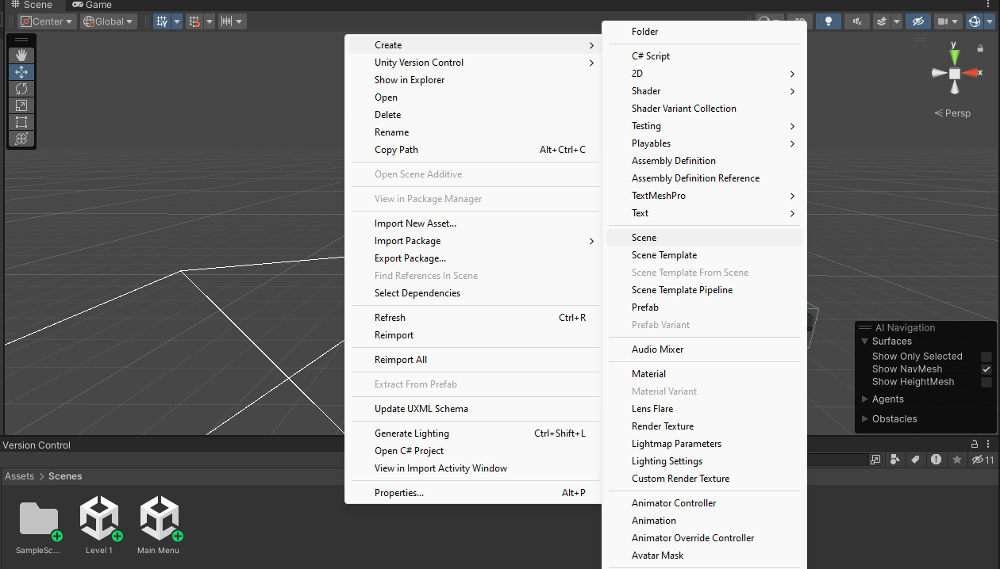 Scene
Game
Center
Global
2D
y
x
Persp
Create
Unity Version Control
Show in Explorer
Open
Delete
Rename
Copy Path Alt+Ctrl+C
Open Scene Additive
View in Package Manager
Import New Asset...
Import Package
Export Package...
Find References In Scene
Select Dependencies
Refresh Ctrl+R
Reimport
Reimport All
Extract From Prefab
Update UXML Schema
Generate Lighting Ctrl+Shift+L
Open C# Project
View in Import Activity Window
Properties... Alt+P
Folder
C# Script
2D
Shader
Shader Variant Collection
Testing
Playables
Assembly Definition
Assembly Definition Reference
TextMeshPro
Text
Scene
Scene Template
Scene Template From Scene
Scene Template Pipeline
Prefab
Prefab Variant
Audio Mixer
Material
Material Variant
Lens Flare
Render Texture
Lightmap Parameters
Lighting Settings
Custom Render Texture
Animator Controller
Animation
Animator Override Controller
Avatar Mask
AI Navigation
Surfaces
Show Only Selected
Show NavMesh
Show HeightMesh
Agents
Obstacles
Version Control
11
Assets > Scenes
SampleSc...
Level 1
Main Menu